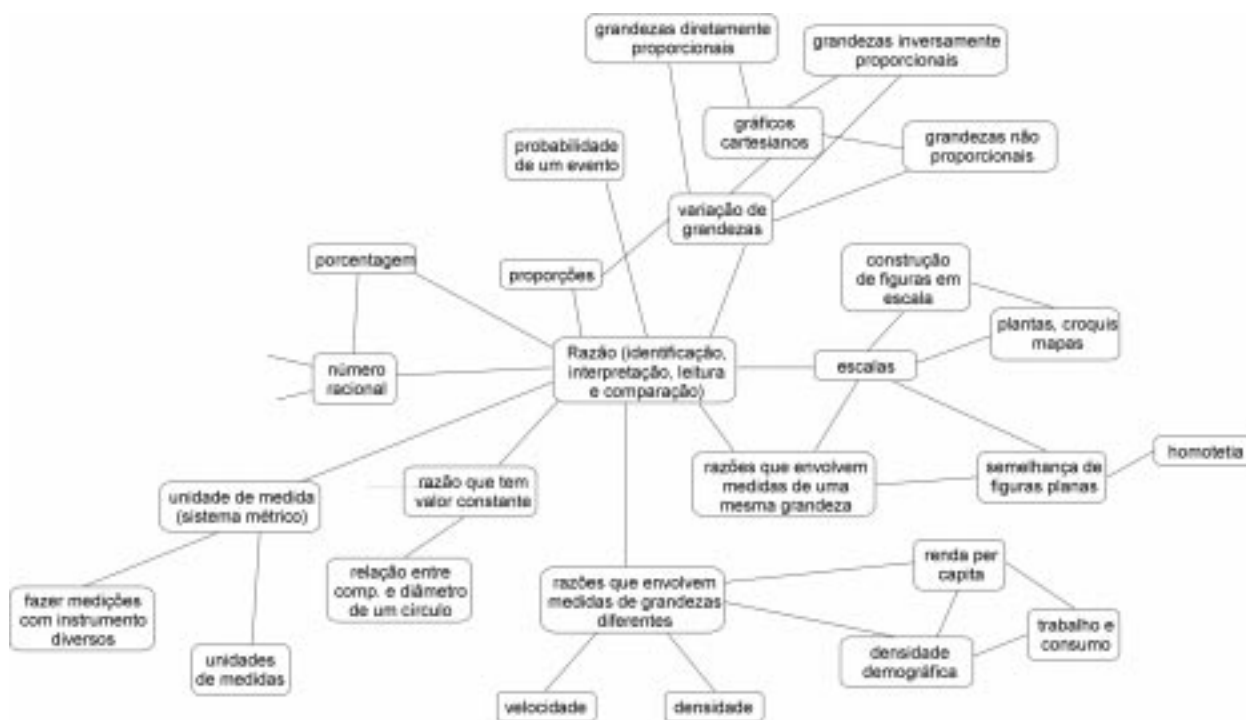 grandezas diretamente
proporcionais
grandezas inversamente
proporcionais
gráficos
cartesianos
grandezas não
proporcionais
probabilidade
de um evento
variação de
grandezas
porcentagem
proporções
construção
de figuras em
escala
plantas, croquis
mapas
número
racional
Razão (identificação,
interpretação, leitura
e comparação)
escalas
razões que envolvem
medidas de uma
mesma grandeza
semelhança de
figuras planas
homotetia
unidade de medida
(sistema métrico)
razão que tem
valor constante
fazer medições
com instrumento
diversos
unidades
de medidas
relação entre
comp. e diâmetro
de um círculo
razões que envolvem
medidas de grandezas
diferentes
renda per
capita
trabalho e
consumo
densidade
demográfica
velocidade
densidade